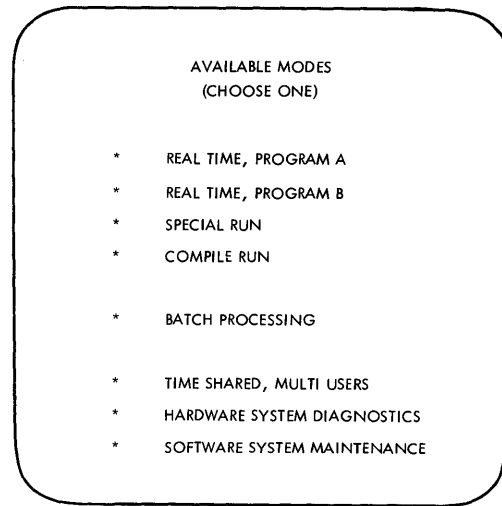 AVAILABLE MODES
(CHOOSE ONE)
* REAL TIME, PROGRAM A
* REAL TIME, PROGRAM B
* SPECIAL RUN
* COMPILE RUN
* BATCH PROCESSING
* TIME SHARED, MULTI USERS
* HARDWARE SYSTEM DIAGNOSTICS
* SOFTWARE SYSTEM MAINTENANCE